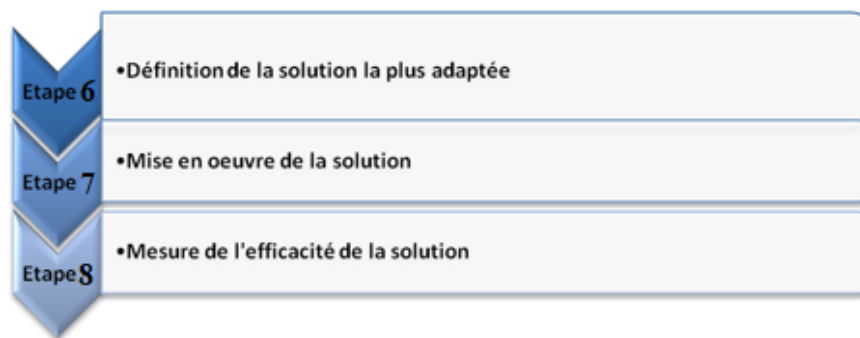 Etape 6
•Définition de la solution la plus adaptée
Etape 7
•Mise en oeuvre de la solution
Etape 8
•Mesure de l'efficacité de la solution